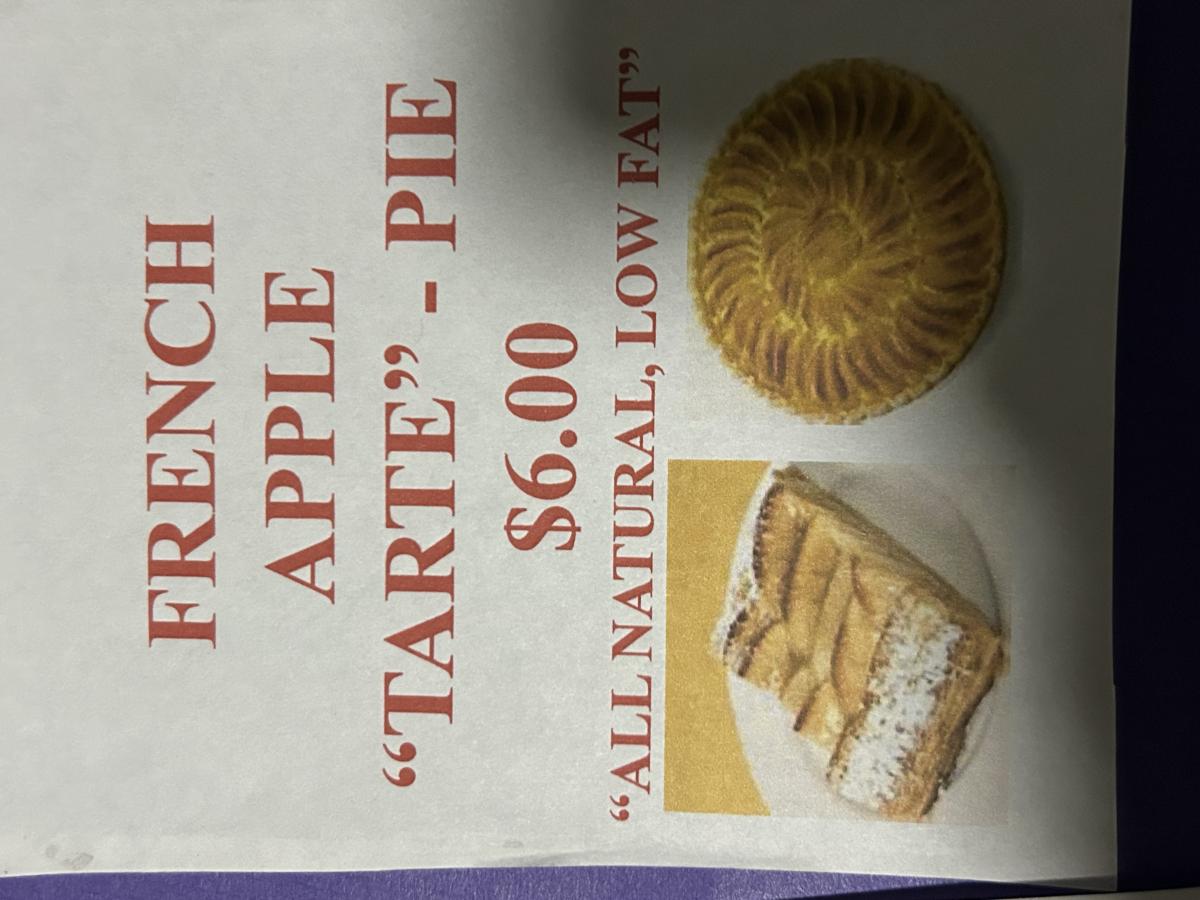 FRENCH
APPLE
“TARTE” - PIE
$6.00
“ALL NATURAL, LOW FAT”